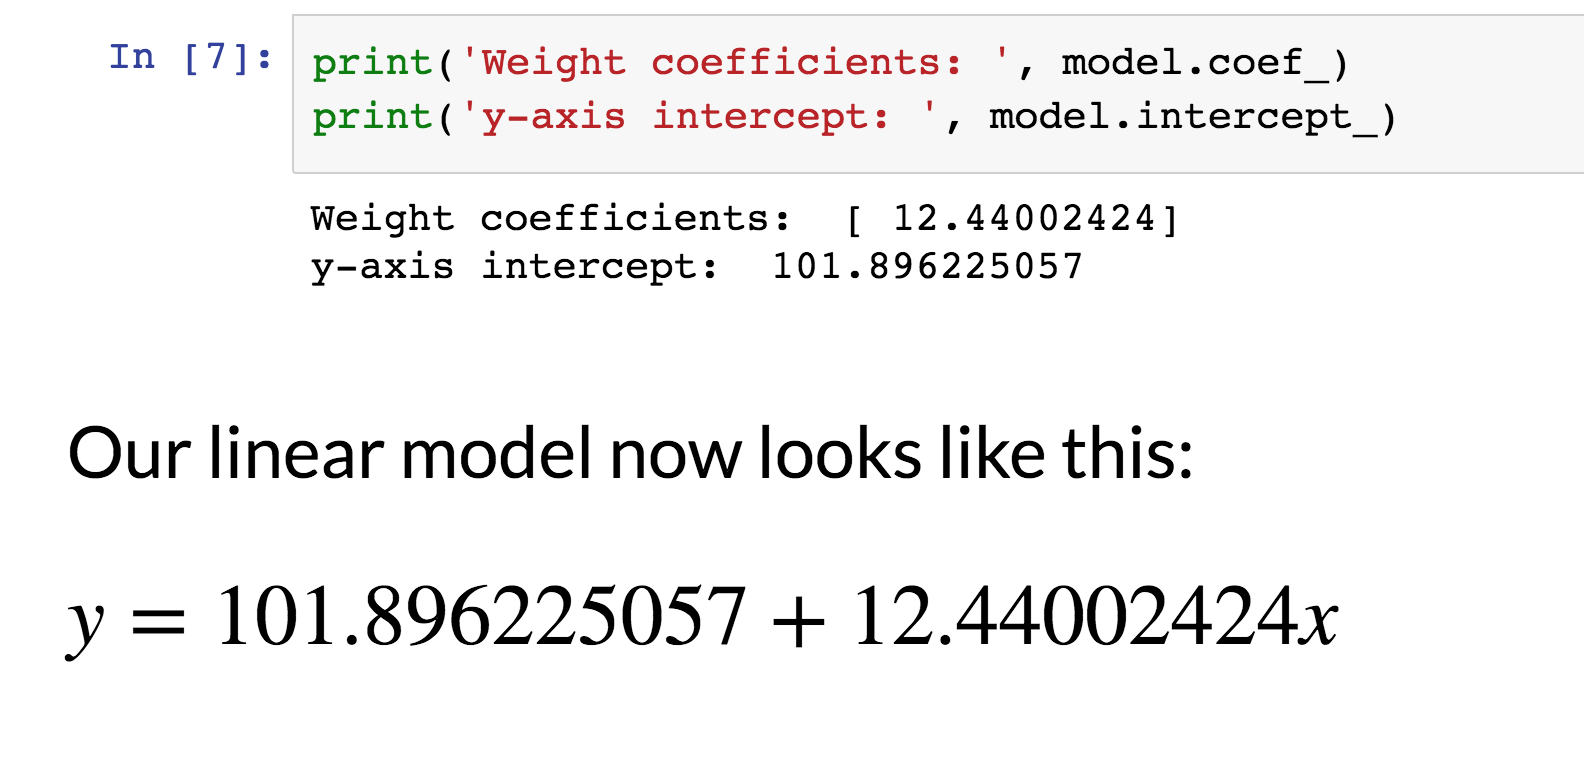 In [7]: print('Weight coefficients: ', model.coef_)
print('y-axis intercept: ', model.intercept_)
Weight coefficients:  [ 12.44002424]
y-axis intercept:  101.896225057
Our linear model now looks like this:
y = 101.896225057 + 12.44002424x